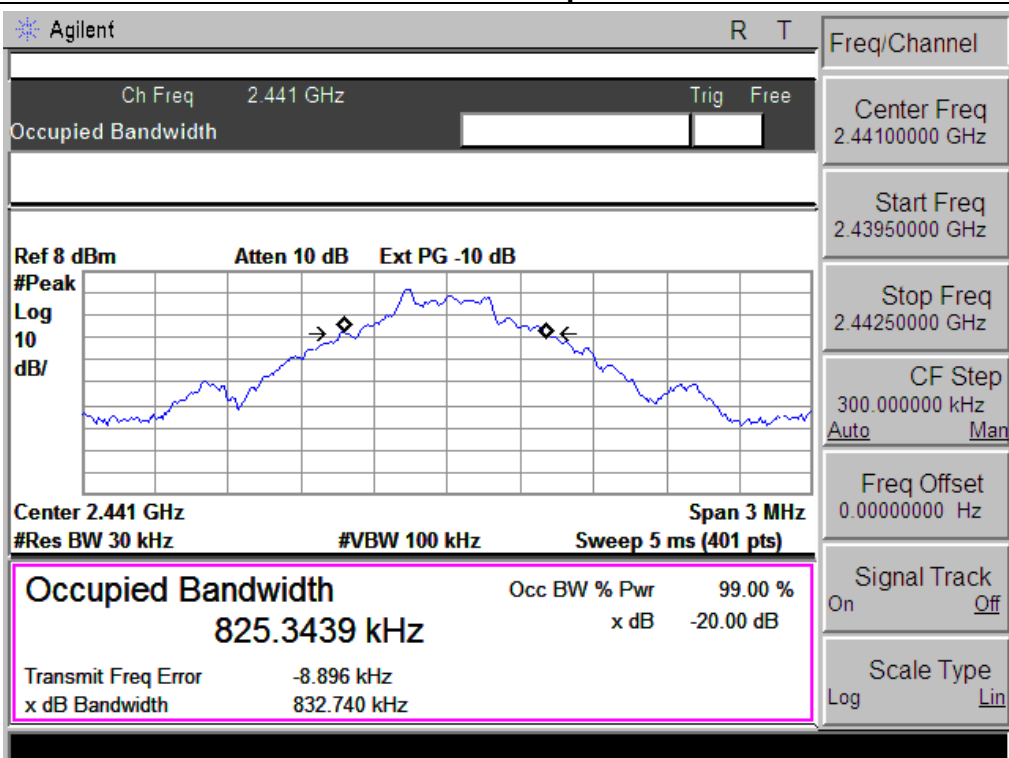 Agilent R T
Ch Freq 2.441 GHz Trig Free
Occupied Bandwidth
Ref 8 dBm Atten 10 dB Ext PG -10 dB
#Peak
Log
10
dB/
Center 2.441 GHz Span 3 MHz
#Res BW 30 kHz #VBW 100 kHz Sweep 5 ms (401 pts)
Occupied Bandwidth Occ BW % Pwr 99.00 %
825.3439 kHz x dB -20.00 dB
Transmit Freq Error -8.896 kHz
x dB Bandwidth 832.740 kHz
Freq/Channel
Center Freq
2.44100000 GHz
Start Freq
2.43950000 GHz
Stop Freq
2.44250000 GHz
CF Step
300.000000 kHz
Auto Man
Freq Offset
0.00000000 Hz
Signal Track
On Off
Scale Type
Log Lin